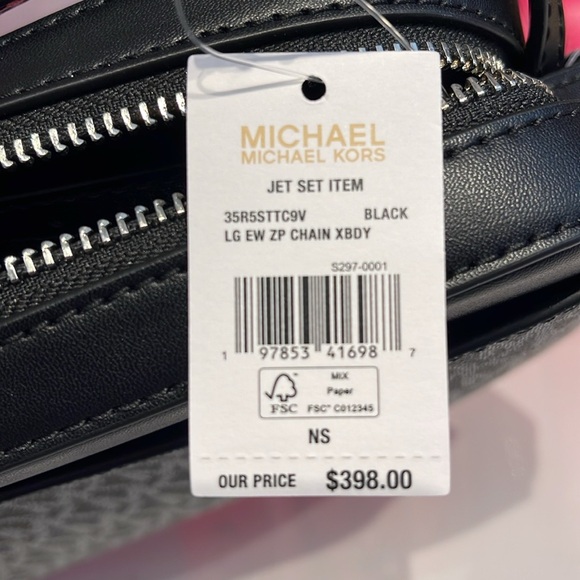 MICHAEL
MICHAEL KORS
JET SET ITEM
35R5STTC9V BLACK
LG EW ZP CHAIN XBDY
S297-0001
1 97853 41698 7
FSC
MIX
Paper
FSC™ C012345
NS
OUR PRICE $398.00